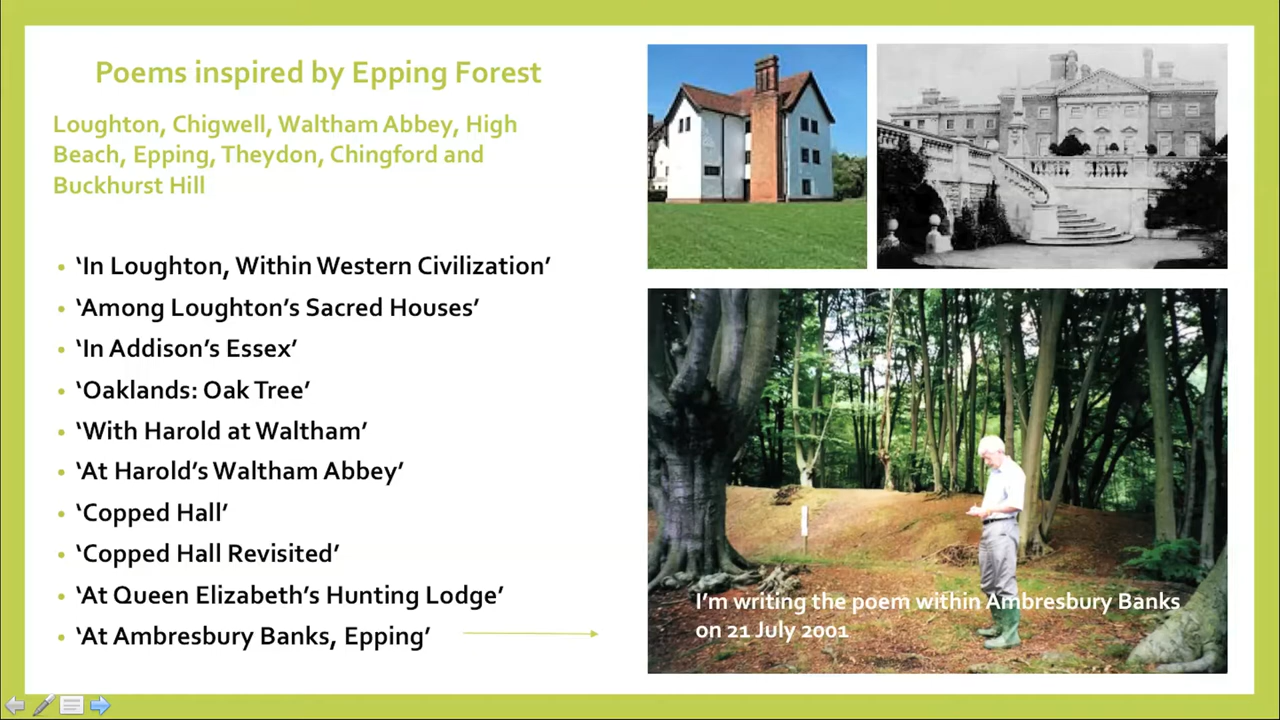 Poems inspired by Epping Forest
Loughton, Chigwell, Waltham Abbey, High
Beach, Epping, Theydon, Chingford and
Buckhurst Hill
‘In Loughton, Within Western Civilization’
‘Among Loughton’s Sacred Houses’
‘In Addison’s Essex’
‘Oaklands: Oak Tree’
‘With Harold at Waltham’
‘At Harold’s Waltham Abbey’
‘Copped Hall’
‘Copped Hall Revisited’
‘At Queen Elizabeth’s Hunting Lodge’
‘At Ambresbury Banks, Epping’
I’m writing the poem within Ambresbury Banks
on 21 July 2001